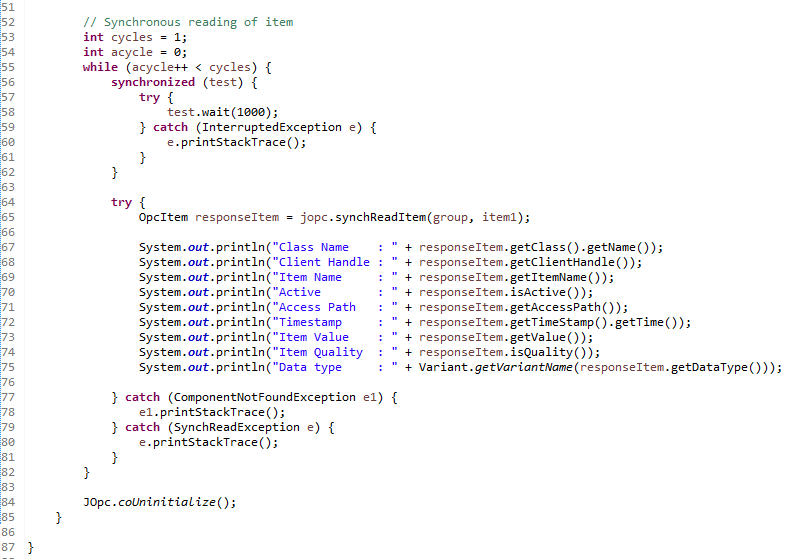 51
52         // Synchronous reading of item
53         int cycles = 1;
54         int acycle = 0;
55         while (acycle++ < cycles) {
56             synchronized (test) {
57                 try {
58                     test.wait(1000);
59                 } catch (InterruptedException e) {
60                     e.printStackTrace();
61                 }
62             }
63
64             try {
65                 OpcItem responseItem = jopc.synchReadItem(group, item1);
66
67                 System.out.println("Class Name    : " + responseItem.getClass().getName());
68                 System.out.println("Client Handle : " + responseItem.getClientHandle());
69                 System.out.println("Item Name     : " + responseItem.getItemName());
70                 System.out.println("Active        : " + responseItem.isActive());
71                 System.out.println("Access Path   : " + responseItem.getAccessPath());
72                 System.out.println("Timestamp     : " + responseItem.getTimeStamp().getTime());
73                 System.out.println("Item Value    : " + responseItem.getValue());
74                 System.out.println("Item Quality  : " + responseItem.isQuality());
75                 System.out.println("Data type     : " + Variant.getVariantName(responseItem.getDataType()));
76
77             } catch (ComponentNotFoundException e1) {
78                 e1.printStackTrace();
79             } catch (SynchReadException e) {
80                 e.printStackTrace();
81             }
82         }
83
84         JOpc.coUninitialize();
85     }
86
87 }